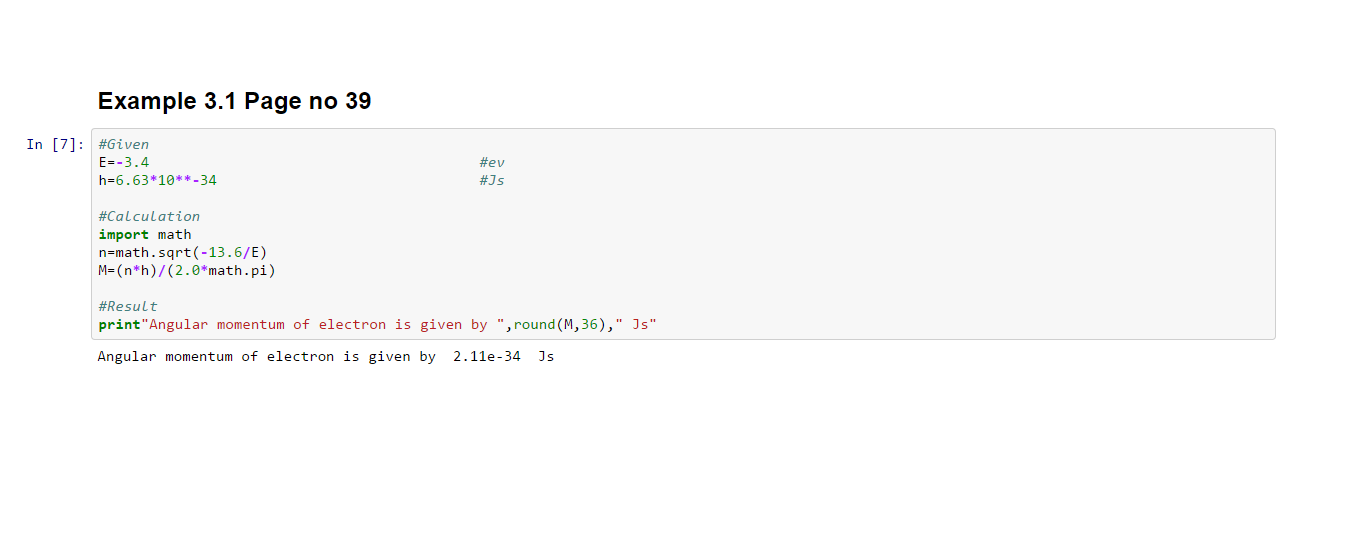 Example 3.1 Page no 39
In [7]:
#Given
E=-3.4 #ev
h=6.63*10**-34 #Js
#Calculation
import math
n=math.sqrt(-13.6/E)
M=(n*h)/(2.0*math.pi)
#Result
print"Angular momentum of electron is given by ",round(M,36)," Js"
Angular momentum of electron is given by  2.11e-34  Js